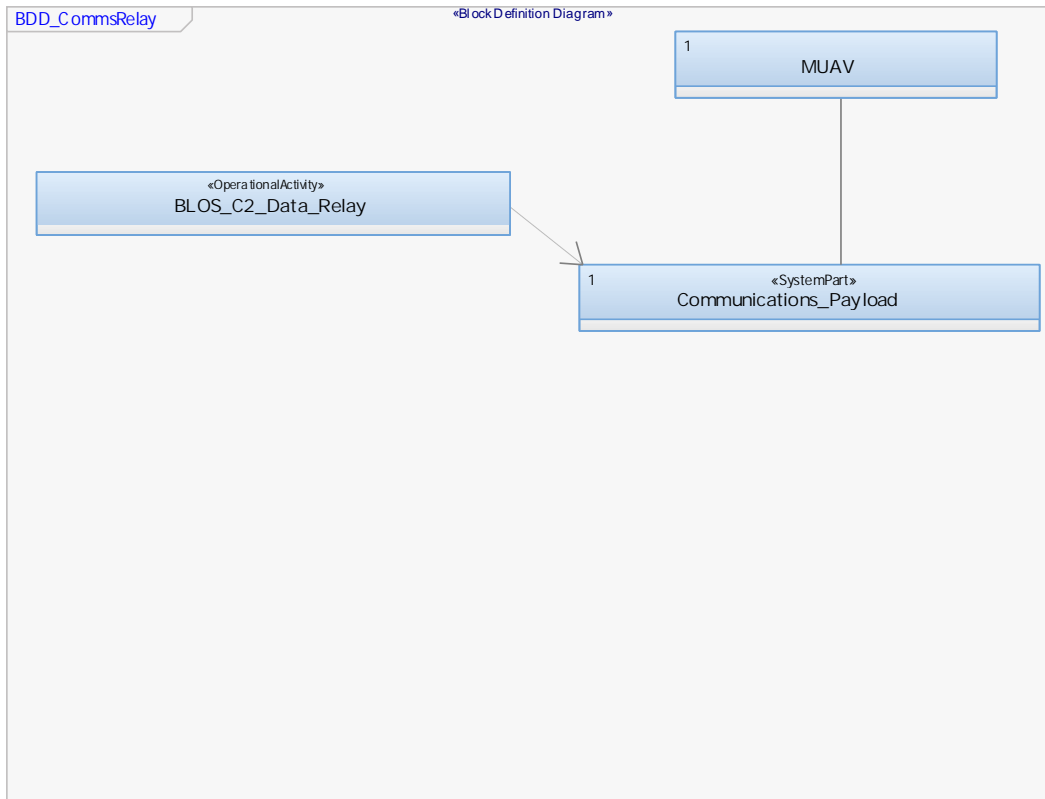 BDD_CommsRelay
«Block Definition Diagram»
1
MUAV
«OperationalActivity»
BLOS_C2_Data_Relay
1
«SystemPart»
Communications_Payload